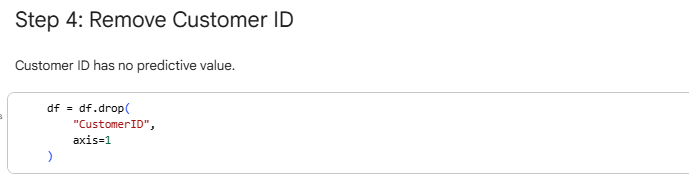 Step 4: Remove Customer ID
Customer ID has no predictive value.
df = df.drop(
"CustomerID",
axis=1
)